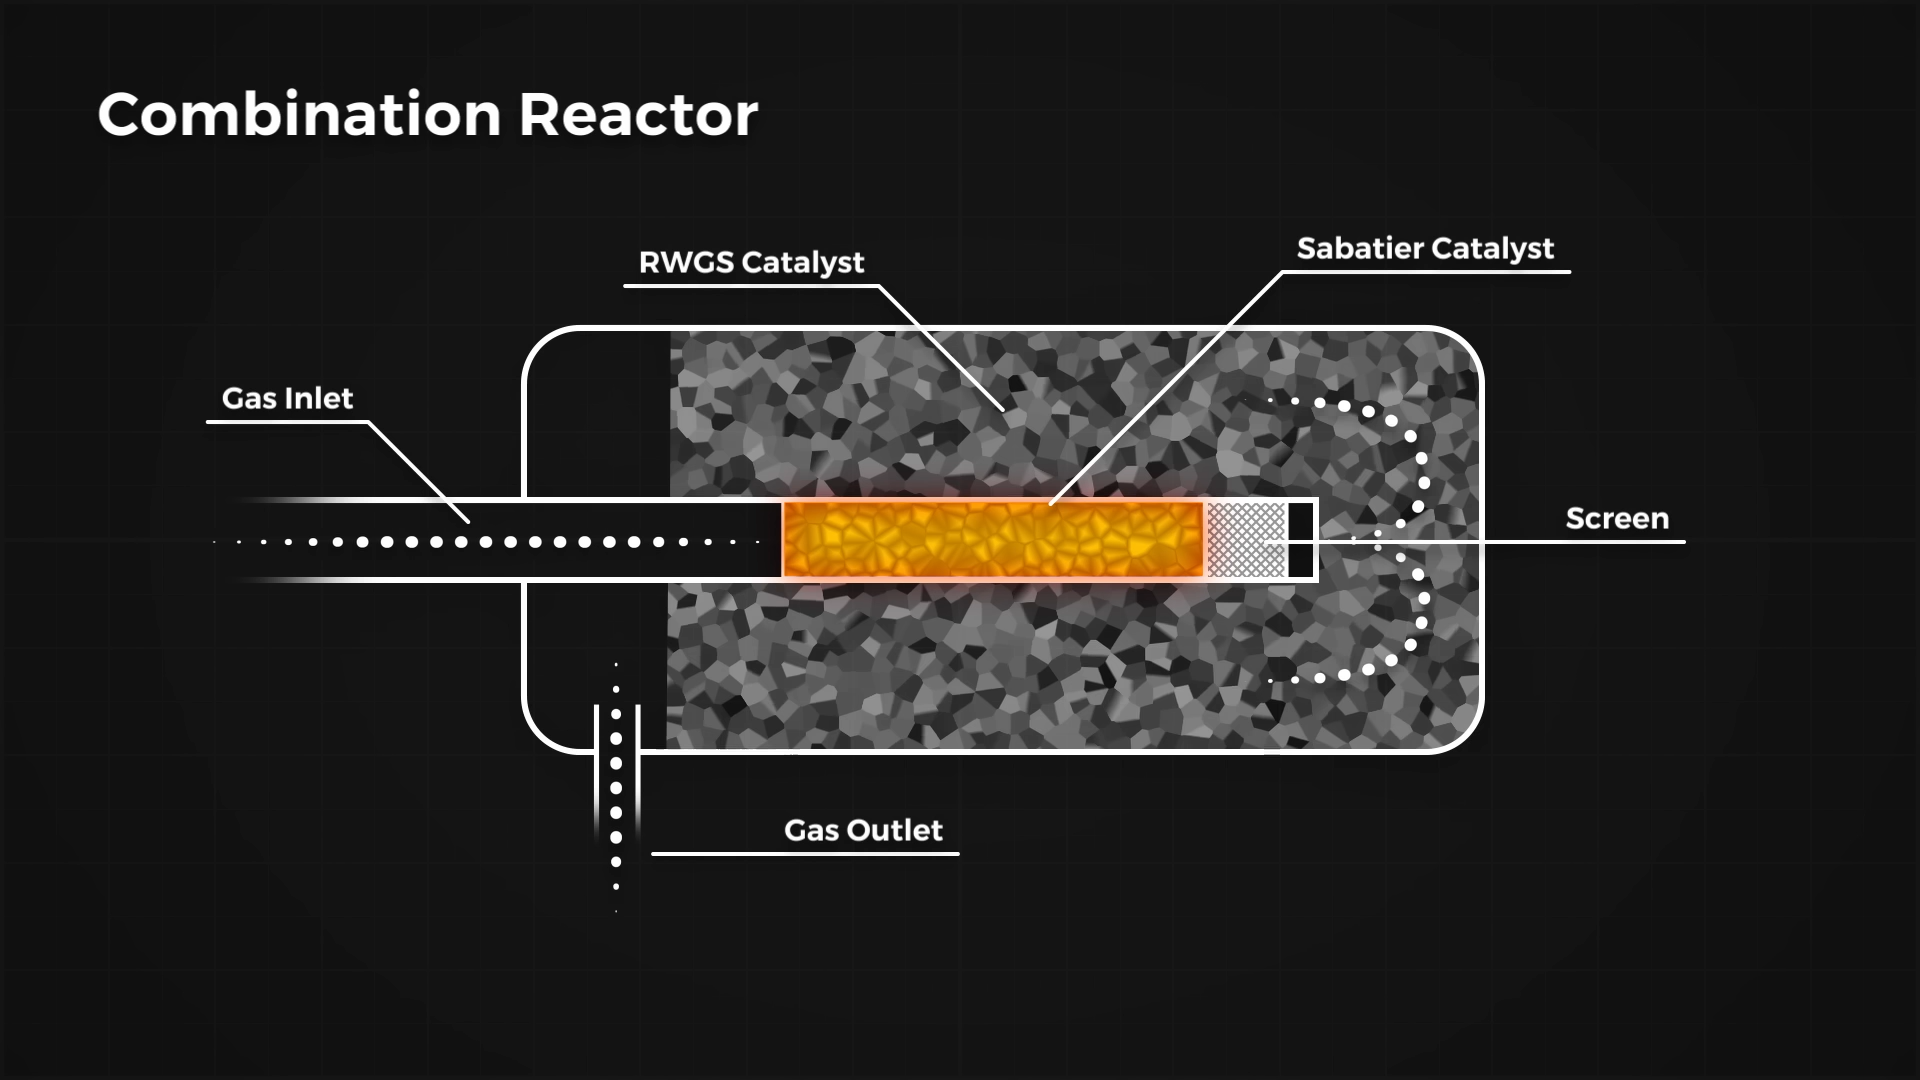 Combination Reactor
RWGS Catalyst
Sabatier Catalyst
Gas Inlet
Screen
Gas Outlet